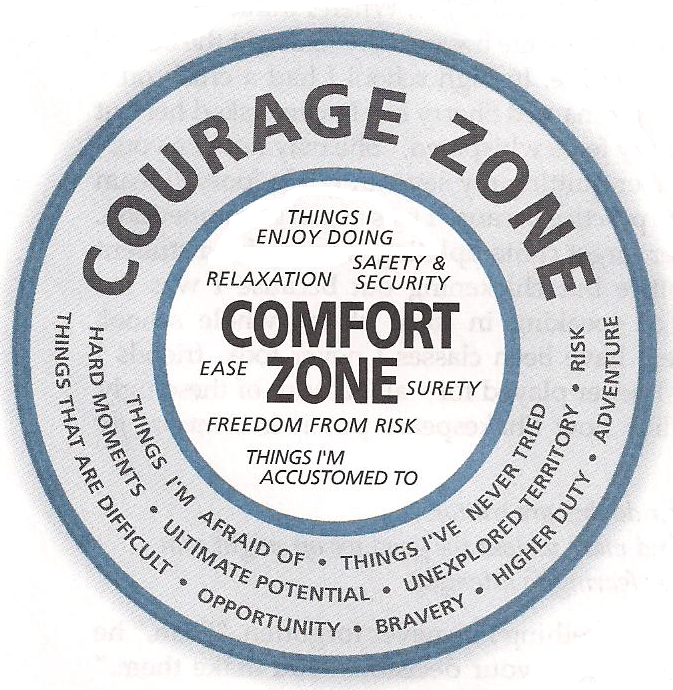 COURAGE ZONE
THINGS I
ENJOY DOING
RELAXATION
SAFETY &
SECURITY
COMFORT
ZONE
EASE
SURETY
FREEDOM FROM RISK
THINGS I'M
ACCUSTOMED TO
THINGS I'M AFRAID OF • THINGS I'VE NEVER TRIED
HARD MOMENTS • ULTIMATE POTENTIAL • UNEXPLORED TERRITORY • RISK
THINGS THAT ARE DIFFICULT • OPPORTUNITY • BRAVERY • HIGHER DUTY • ADVENTURE